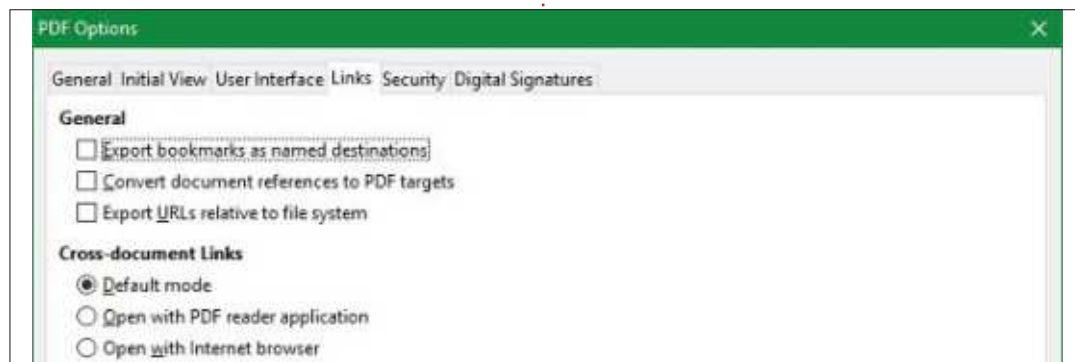 PDF Options
General Initial View User Interface Links Security Digital Signatures
General
Export bookmarks as named destinations
Convert document references to PDF targets
Export URLs relative to file system
Cross-document Links
Default mode
Open with PDF reader application
Open with Internet browser